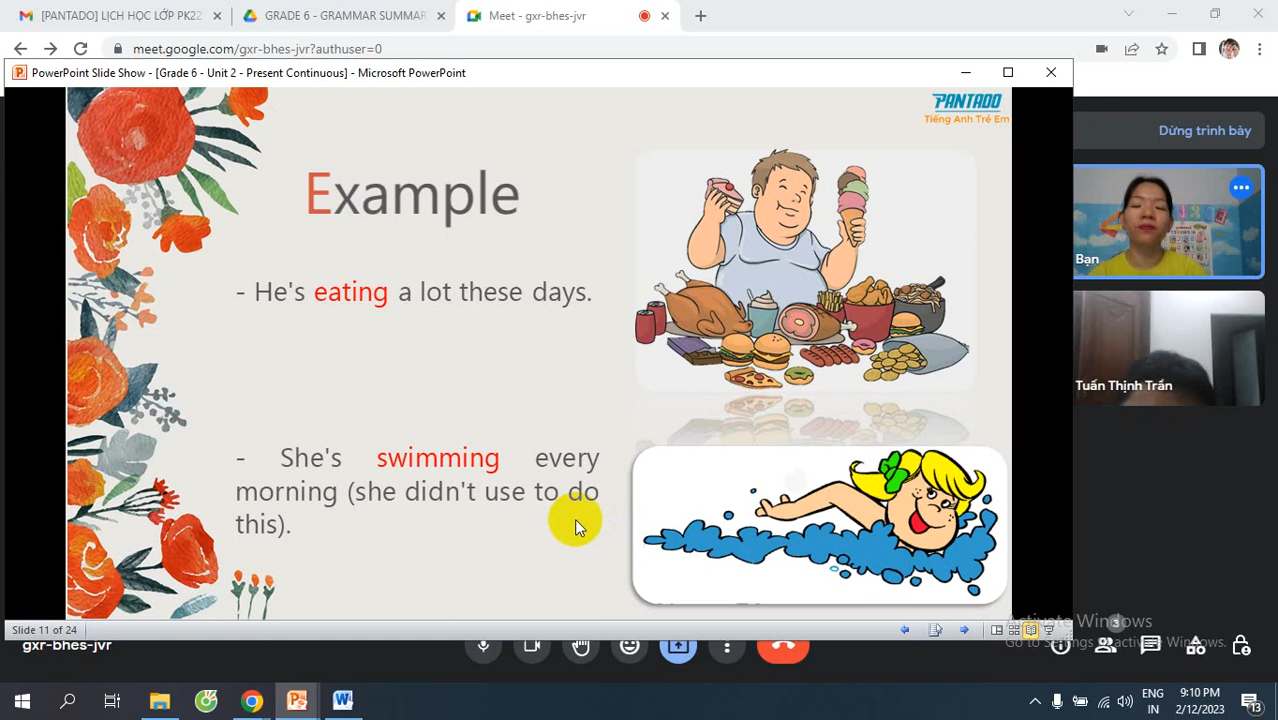 [PANTADO] LỊCH HỌC LỚP PK22
GRADE 6 - GRAMMAR SUMMAR
Meet - gxr-bhes-jvr
meet.google.com/gxr-bhes-jvr?authuser=0
PowerPoint Slide Show - [Grade 6 - Unit 2 - Present Continuous] - Microsoft PowerPoint
PANTADO
Tiếng Anh Trẻ Em
Dừng trình bày
Example
Bạn
- He's eating a lot these days.
Tuấn Thịnh Trần
- She's swimming every
morning (she didn't use to do
this).
Activate Windows
Go to Settings to activate Windows.
Slide 11 of 24
3
gxr-bhes-jvr
ENG
IN
9:10 PM
2/12/2023
13